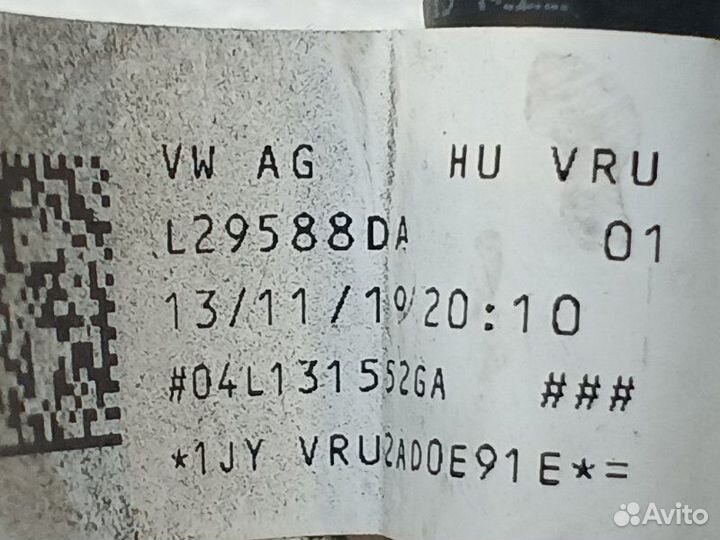 VW AG HU VRU
L29588DA 01
13/11/19 20:10
#04L131552GA ###
*1JY VRU2AD0E91E*=
Avito